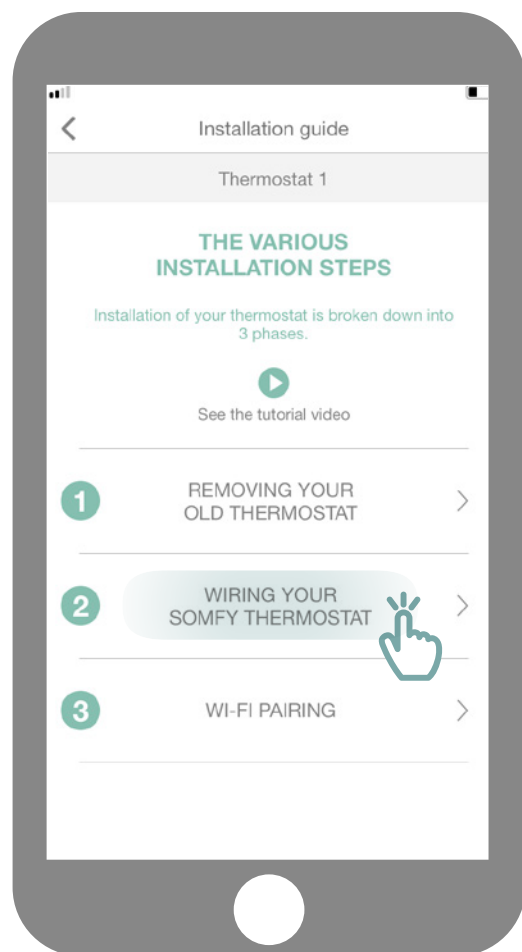 Installation guide
Thermostat 1
THE VARIOUS
INSTALLATION STEPS
Installation of your thermostat is broken down into
3 phases.
See the tutorial video
1
REMOVING YOUR
OLD THERMOSTAT
2
WIRING YOUR
SOMFY THERMOSTAT
3
WI-FI PAIRING